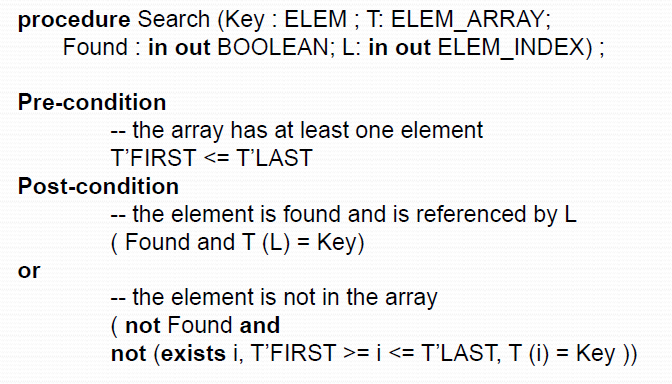 procedure Search (Key : ELEM ; T: ELEM_ARRAY;
Found : in out BOOLEAN; L: in out ELEM_INDEX) ;
Pre-condition
-- the array has at least one element
T’FIRST <= T’LAST
Post-condition
-- the element is found and is referenced by L
( Found and T (L) = Key)
or
-- the element is not in the array
( not Found and
not (exists i, T’FIRST >= i <= T’LAST, T (i) = Key ))